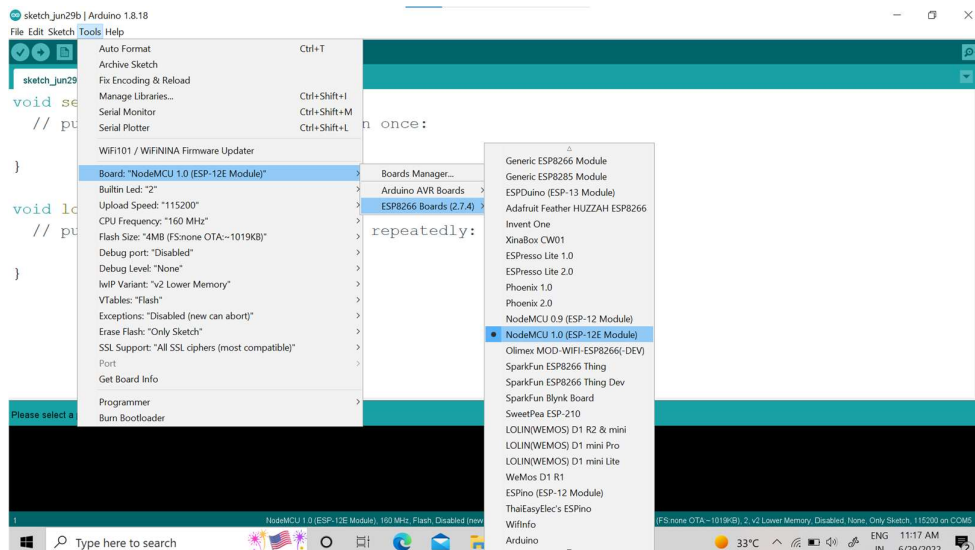 sketch_jun29b | Arduino 1.8.18
File Edit Sketch Tools Help
sketch_jun29
void se
// pu
n once:
}
void lo
// pu
repeatedly:
}
Auto Format Ctrl+T
Archive Sketch
Fix Encoding & Reload
Manage Libraries... Ctrl+Shift+I
Serial Monitor Ctrl+Shift+M
Serial Plotter Ctrl+Shift+L
WiFi101 / WiFiNINA Firmware Updater
Board: "NodeMCU 1.0 (ESP-12E Module)"
Builtin Led: "2"
Upload Speed: "115200"
CPU Frequency: "160 MHz"
Flash Size: "4MB (FS:none OTA:~1019KB)"
Debug port: "Disabled"
Debug Level: "None"
lwIP Variant: "v2 Lower Memory"
VTables: "Flash"
Exceptions: "Disabled (new can abort)"
Erase Flash: "Only Sketch"
SSL Support: "All SSL ciphers (most compatible)"
Port
Get Board Info
Programmer
Burn Bootloader
Boards Manager...
Arduino AVR Boards
ESP8266 Boards (2.7.4)
Generic ESP8266 Module
Generic ESP8285 Module
ESPDuino (ESP-13 Module)
Adafruit Feather HUZZAH ESP8266
Invent One
XinaBox CW01
ESPresso Lite 1.0
ESPresso Lite 2.0
Phoenix 1.0
Phoenix 2.0
NodeMCU 0.9 (ESP-12 Module)
NodeMCU 1.0 (ESP-12E Module)
Olimex MOD-WIFI-ESP8266(-DEV)
SparkFun ESP8266 Thing
SparkFun ESP8266 Thing Dev
SparkFun Blynk Board
SweetPea ESP-210
LOLIN(WEMOS) D1 R2 & mini
LOLIN(WEMOS) D1 mini Pro
LOLIN(WEMOS) D1 mini Lite
WeMos D1 R1
ESPino (ESP-12 Module)
ThaiEasyElec's ESPino
WifInfo
Arduino
Please select a
1 NodeMCU 1.0 (ESP-12E Module), 160 MHz, Flash, Disabled (new (FS:none OTA:~1019KB), 2, v2 Lower Memory, Disabled, None, Only Sketch, 115200 on COM5
Type here to search 33°C ENG 11:17 AM
IN 6/29/2022